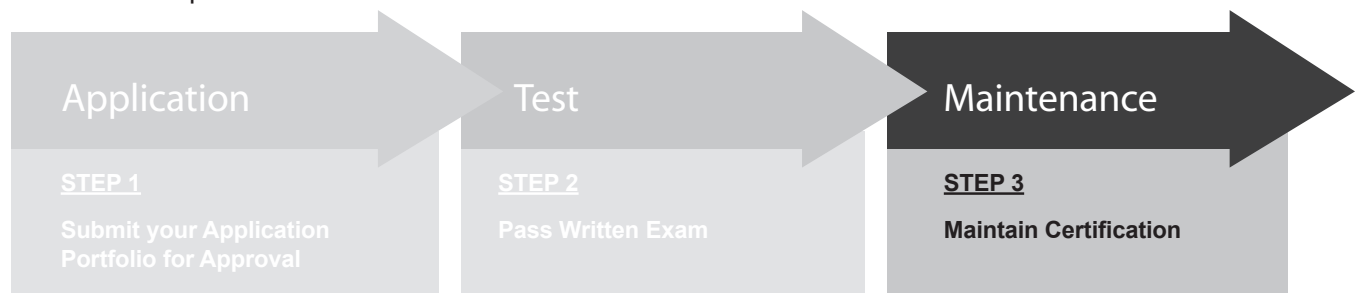 Application
Test
Maintenance
STEP 1
Submit your Application
Portfolio for Approval
STEP 2
Pass Written Exam
STEP 3
Maintain Certification